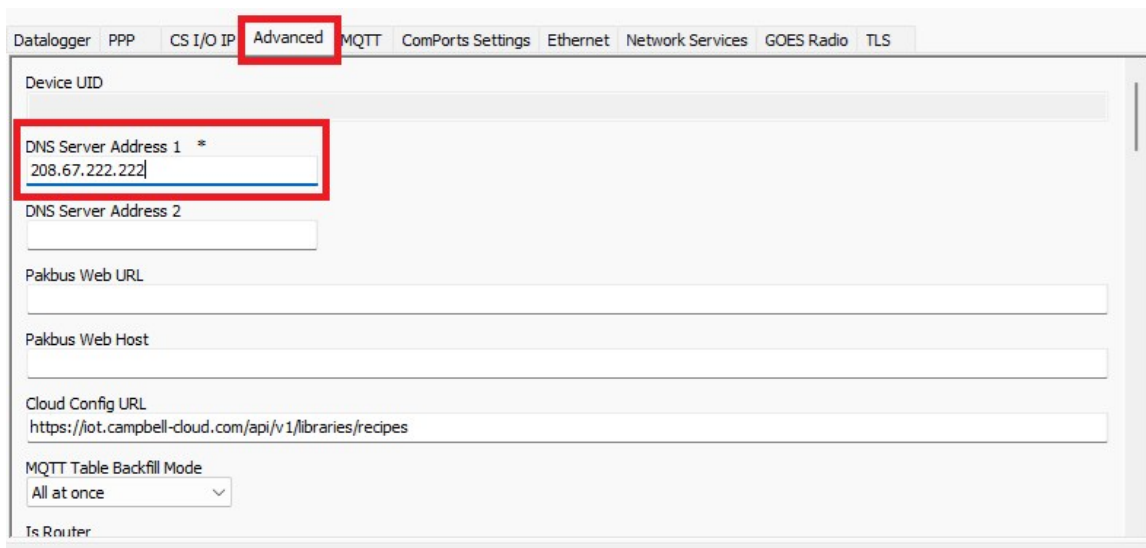 Datalogger PPP CS I/O IP Advanced MQTT ComPorts Settings Ethernet Network Services GOES Radio TLS
Device UID
DNS Server Address 1 *
208.67.222.222
DNS Server Address 2
Pakbus Web URL
Pakbus Web Host
Cloud Config URL
https://iot.campbell-cloud.com/api/v1/libraries/recipes
MQTT Table Backfill Mode
All at once
Is Router